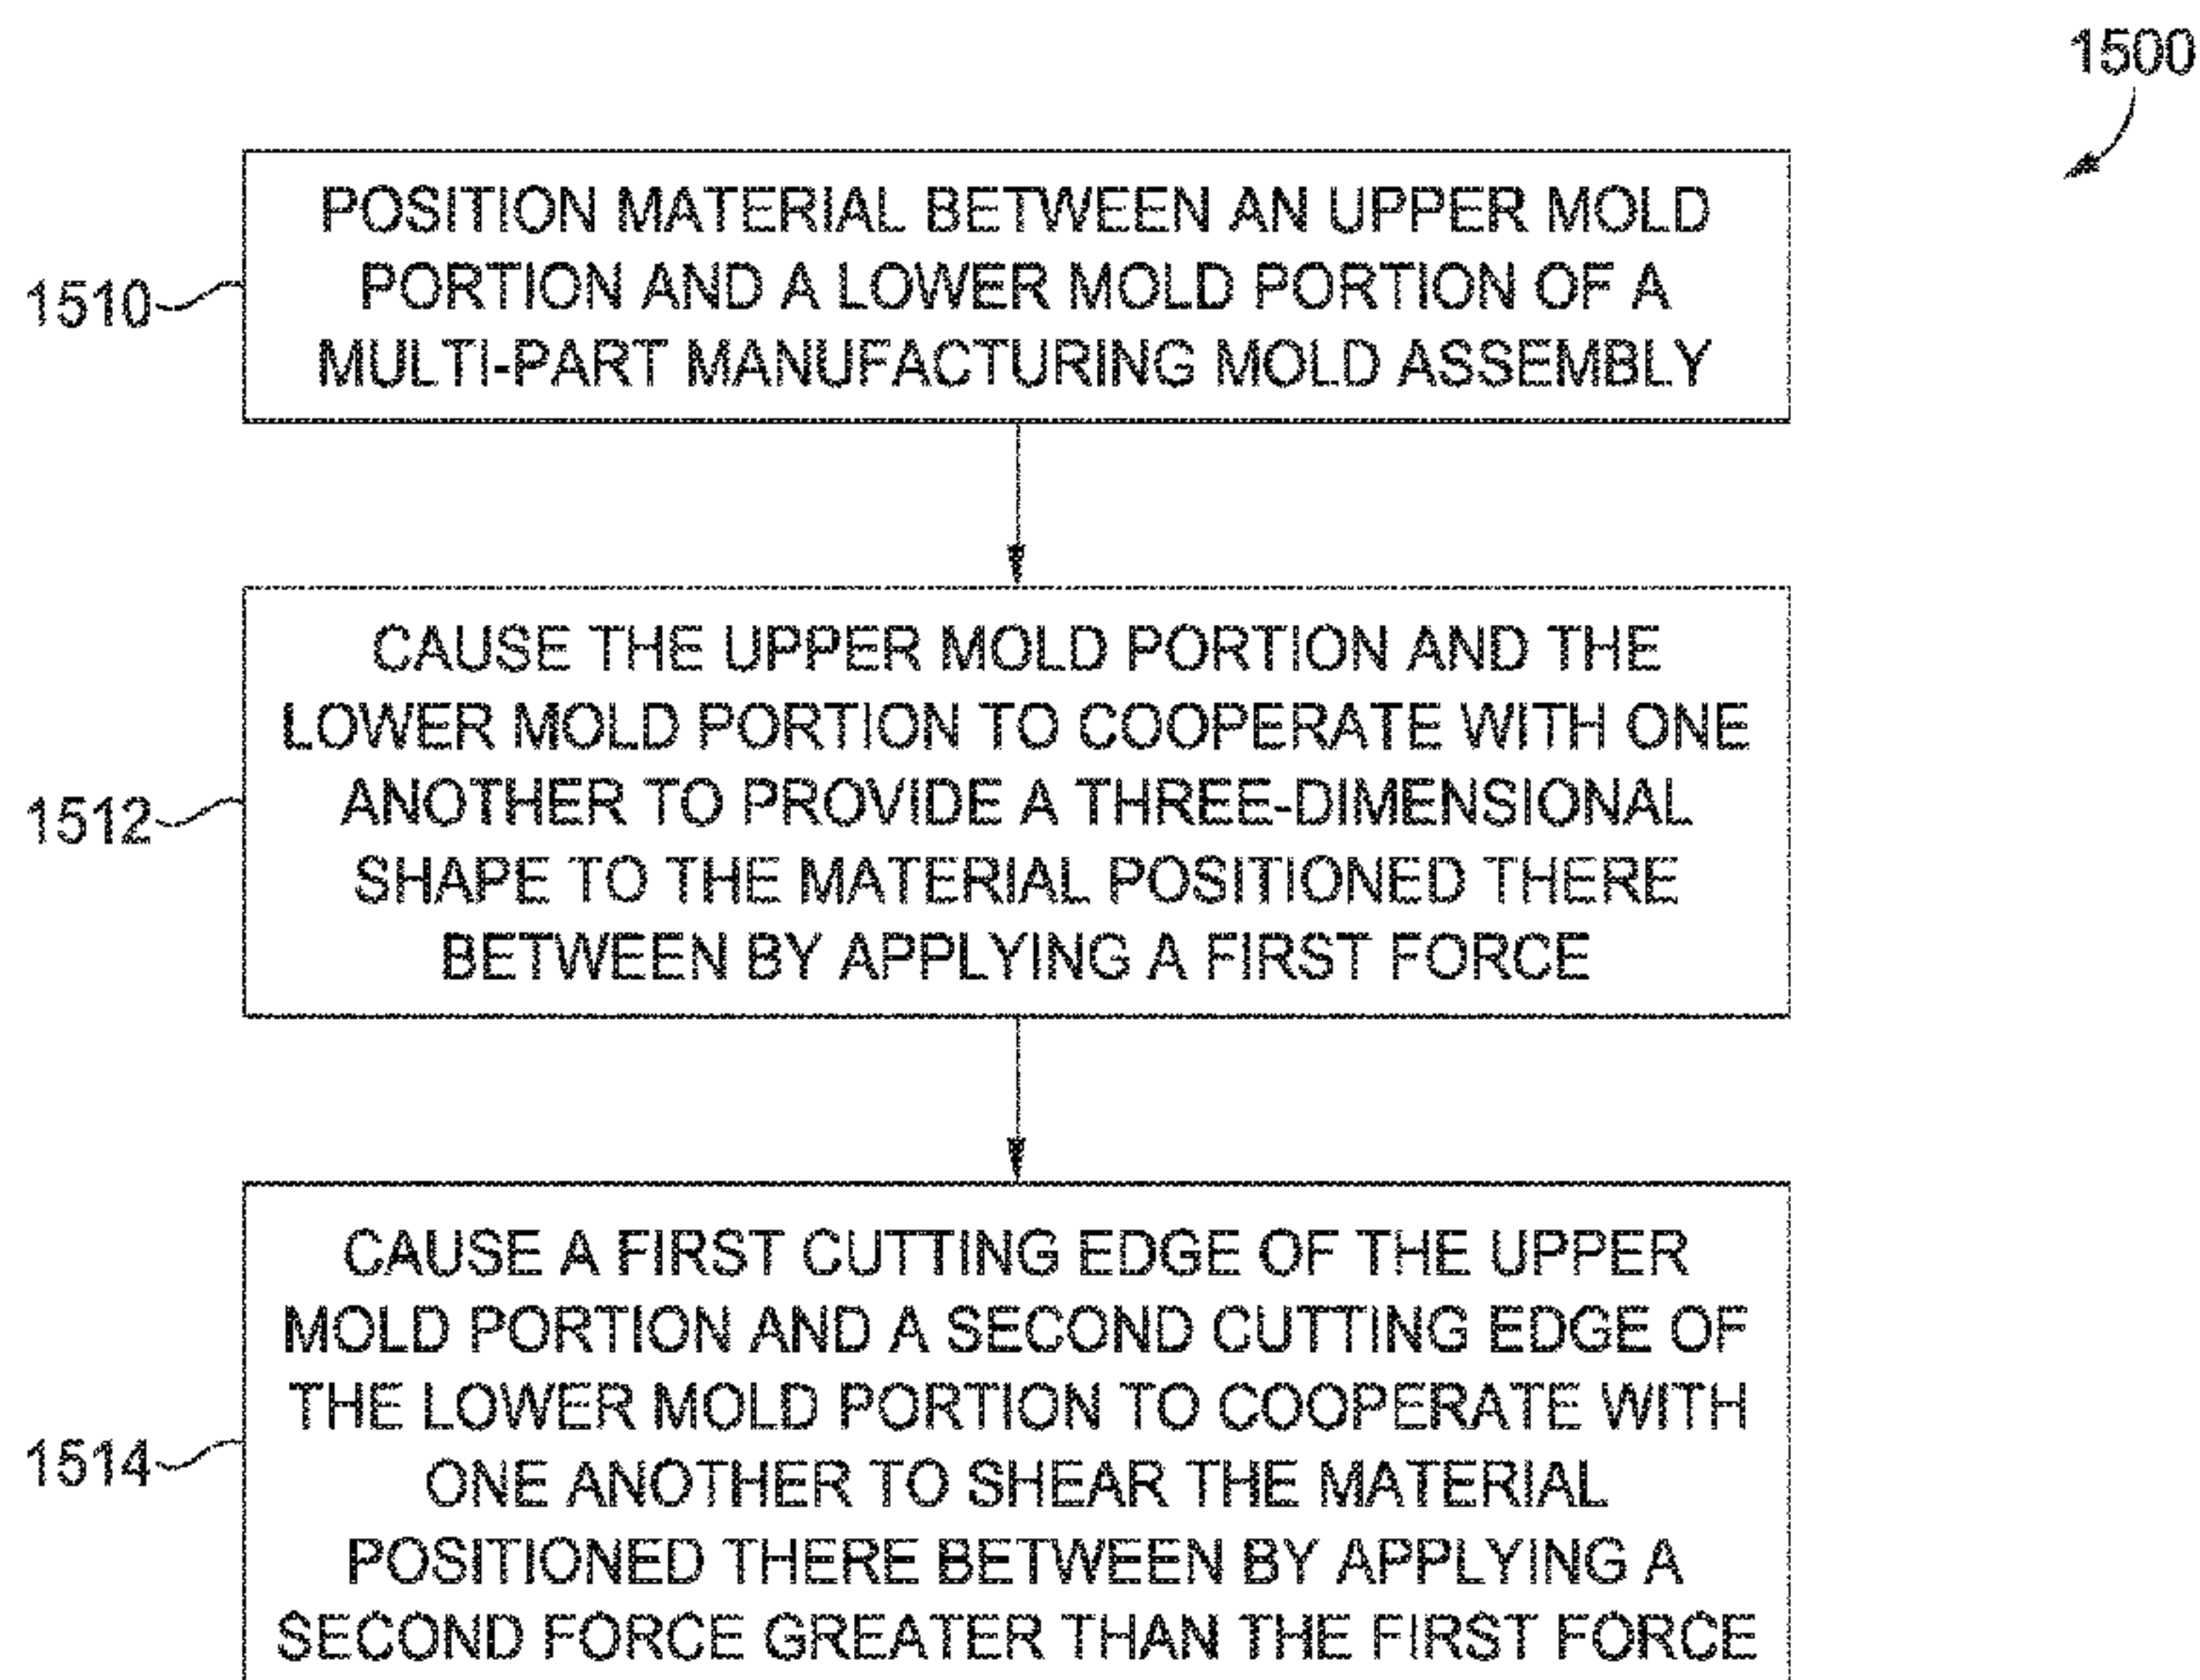 1500
POSITION MATERIAL BETWEEN AN UPPER MOLD
PORTION AND A LOWER MOLD PORTION OF A
MULTI-PART MANUFACTURING MOLD ASSEMBLY
1510
CAUSE THE UPPER MOLD PORTION AND THE
LOWER MOLD PORTION TO COOPERATE WITH ONE
ANOTHER TO PROVIDE A THREE-DIMENSIONAL
SHAPE TO THE MATERIAL POSITIONED THERE
BETWEEN BY APPLYING A FIRST FORCE
1512
CAUSE A FIRST CUTTING EDGE OF THE UPPER
MOLD PORTION AND A SECOND CUTTING EDGE OF
THE LOWER MOLD PORTION TO COOPERATE WITH
ONE ANOTHER TO SHEAR THE MATERIAL
POSITIONED THERE BETWEEN BY APPLYING A
SECOND FORCE GREATER THAN THE FIRST FORCE
1514